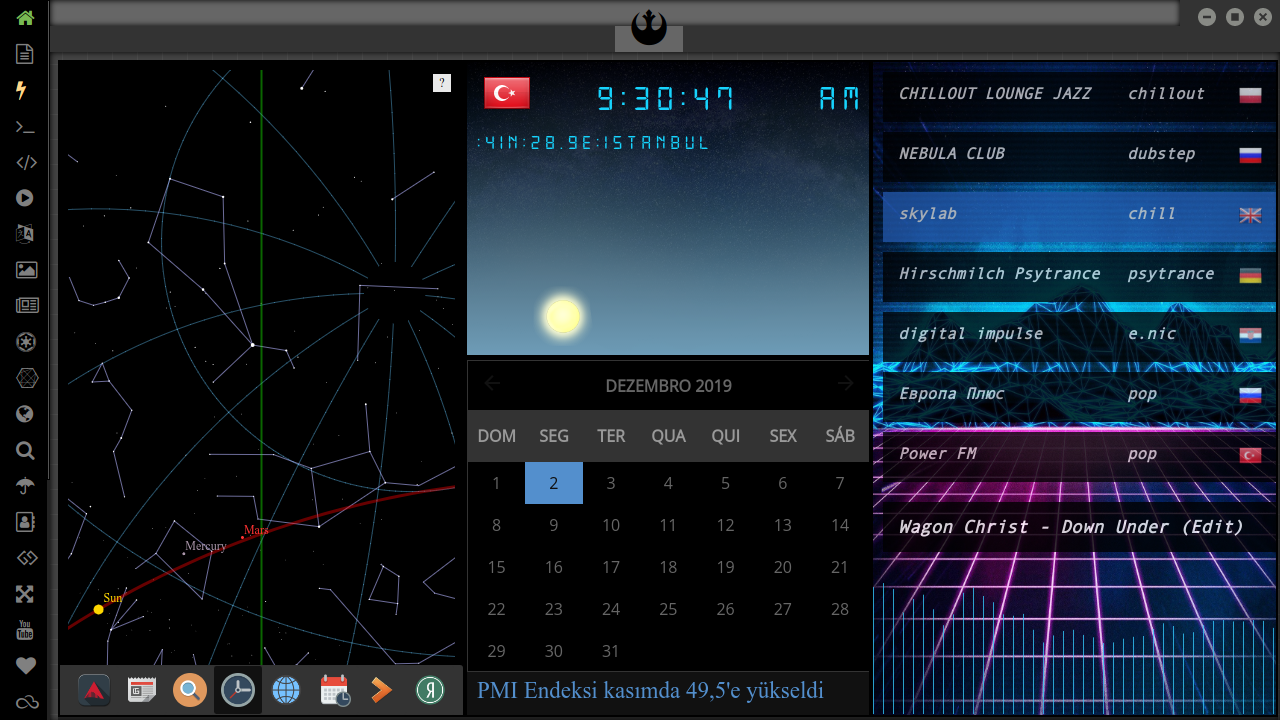 ?
Mars
Mercury
Sun
9:30:47 AM
:41N:28.9E:ISTANBUL
DEZEMBRO 2019
DOM SEG TER QUA QUI SEX SÁB
1 2 3 4 5 6 7
8 9 10 11 12 13 14
15 16 17 18 19 20 21
22 23 24 25 26 27 28
29 30 31
PMI Endeksi kasımda 49,5'e yükseldi
CHILLOUT LOUNGE JAZZ chillout
NEBULA CLUB dubstep
skylab chill
Hirschmilch Psytrance psytrance
digital impulse e.nic
Европа Плюс pop
Power FM pop
Wagon Christ - Down Under (Edit)
You
Tube
Я